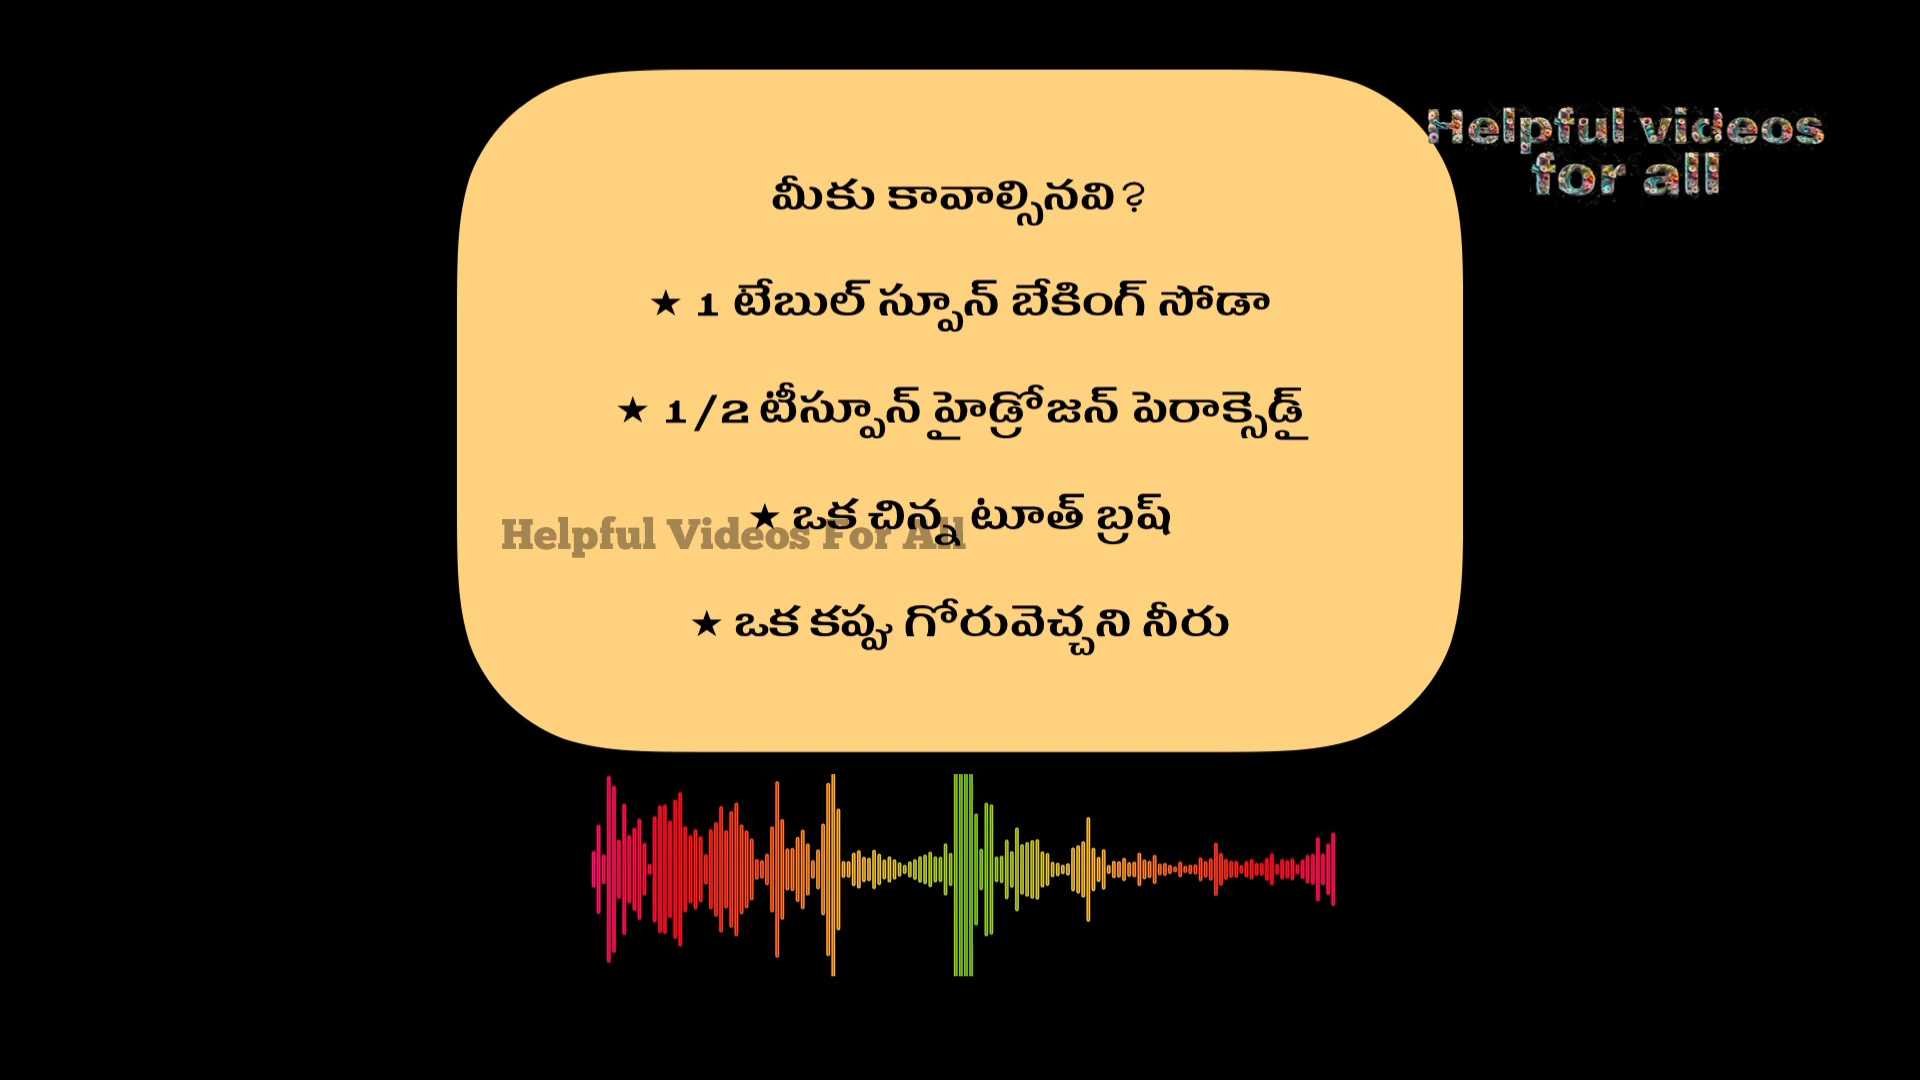 Helpful videos
for all
మీకు కావాల్సినవి?
★ 1 టేబుల్ స్పూన్ బేకింగ్ సోడా
★ 1/2 టీస్పూన్ హైడ్రోజన్ పెరాక్సైడ్
★ ఒక చిన్న టూత్ బ్రష్
Helpful Videos For All
★ ఒక కప్పు గోరువెచ్చని నీరు